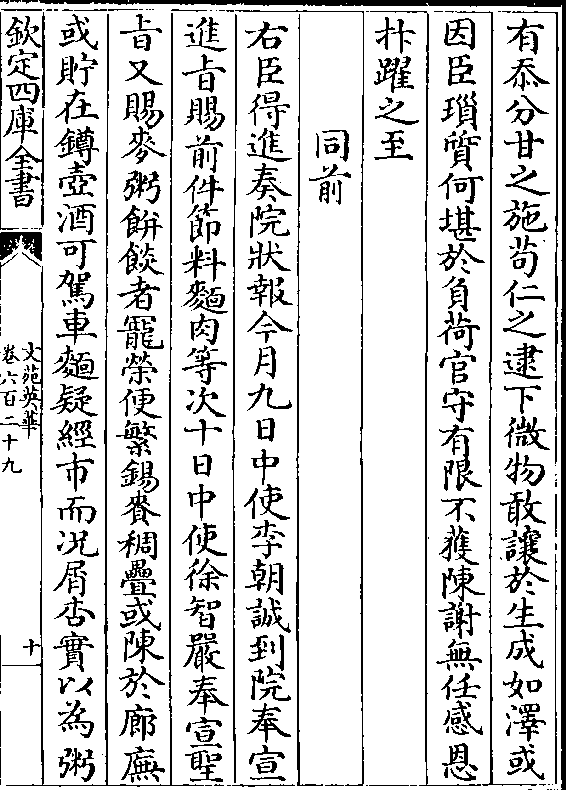 有忝分甘之施苟仁之逮下微物敢讓於生成如澤或
因臣瑣質何堪於負荷官守有限不獲陳謝無任感恩
抃躍之至
同前
右臣得進奏院狀報今月九日中使李朝誠到院奉宣
進㫖賜前件節料麵肉等次十日中使徐智嚴奉宣聖
㫖又賜麥粥餅餤者寵榮便繁錫賚稠疊或陳於廊廡
或貯在鐏壺酒可駕車麵疑經市而況屑杏實以為粥
欽定四庫全書
文苑英華
卷六百二十九
十